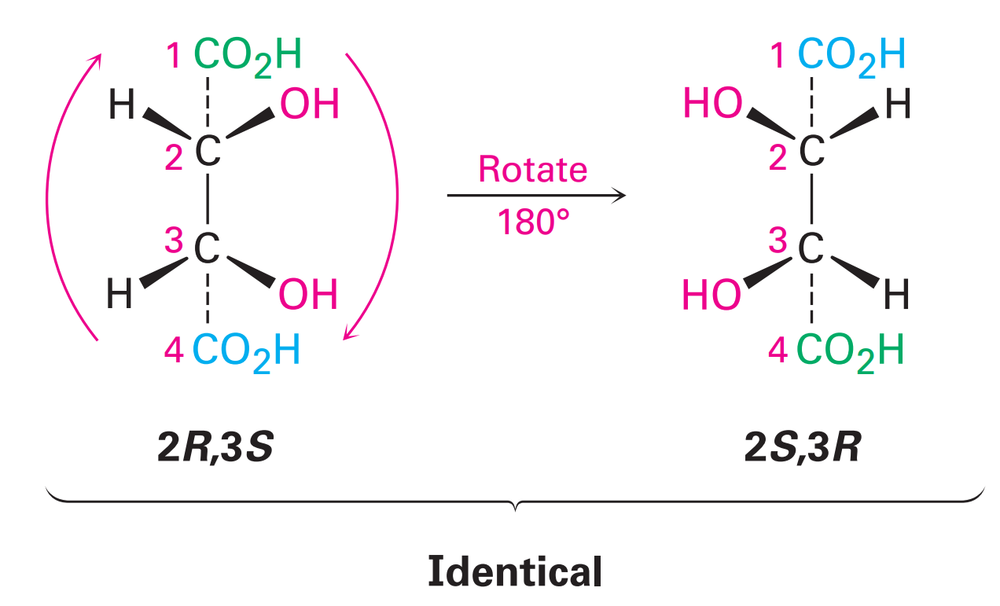 1 CO₂H 1 CO₂H
H OH HO H
2 C 2 C
Rotate
180°
3 C 3 C
H OH HO H
4 CO₂H 4 CO₂H
2R,3S 2S,3R
Identical